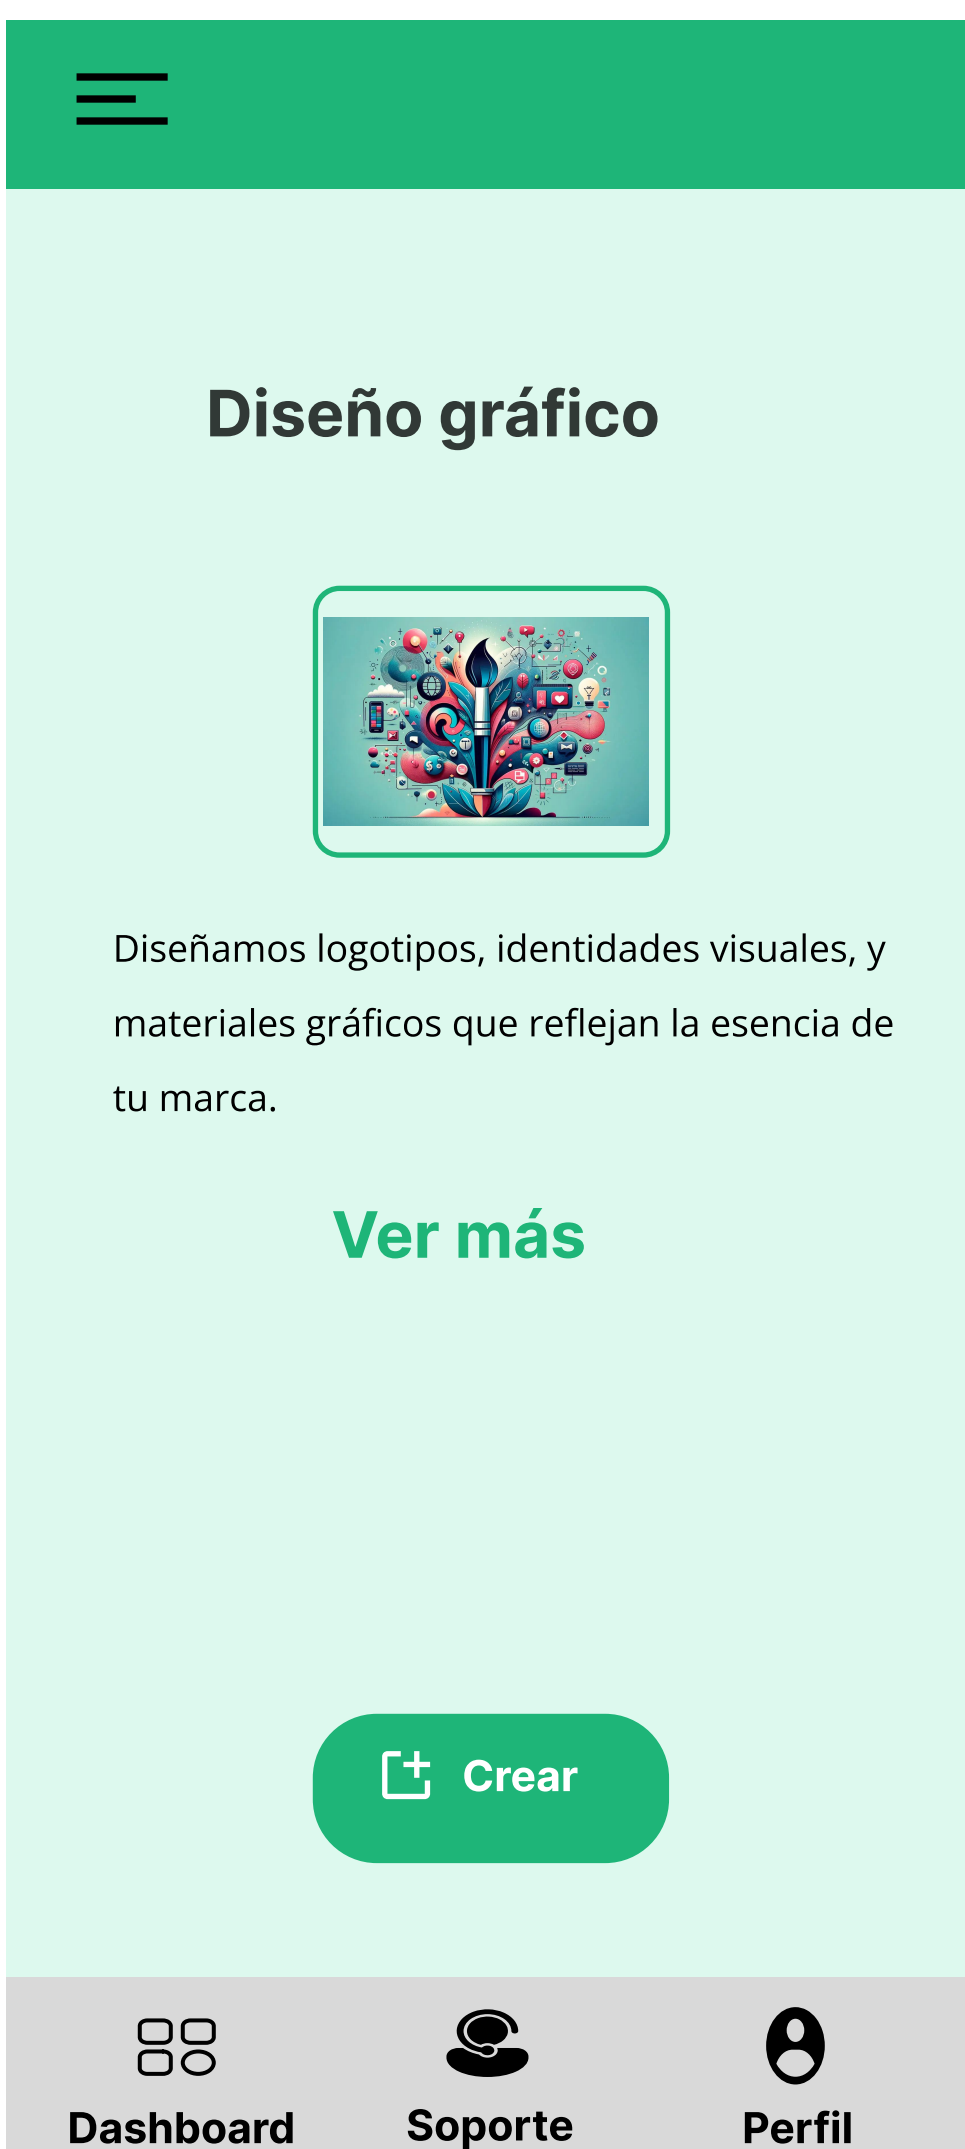 Diseño gráfico
Diseñamos logotipos, identidades visuales, y
materiales gráficos que reflejan la esencia de
tu marca.
Ver más
Crear
Dashboard
Soporte
Perfil